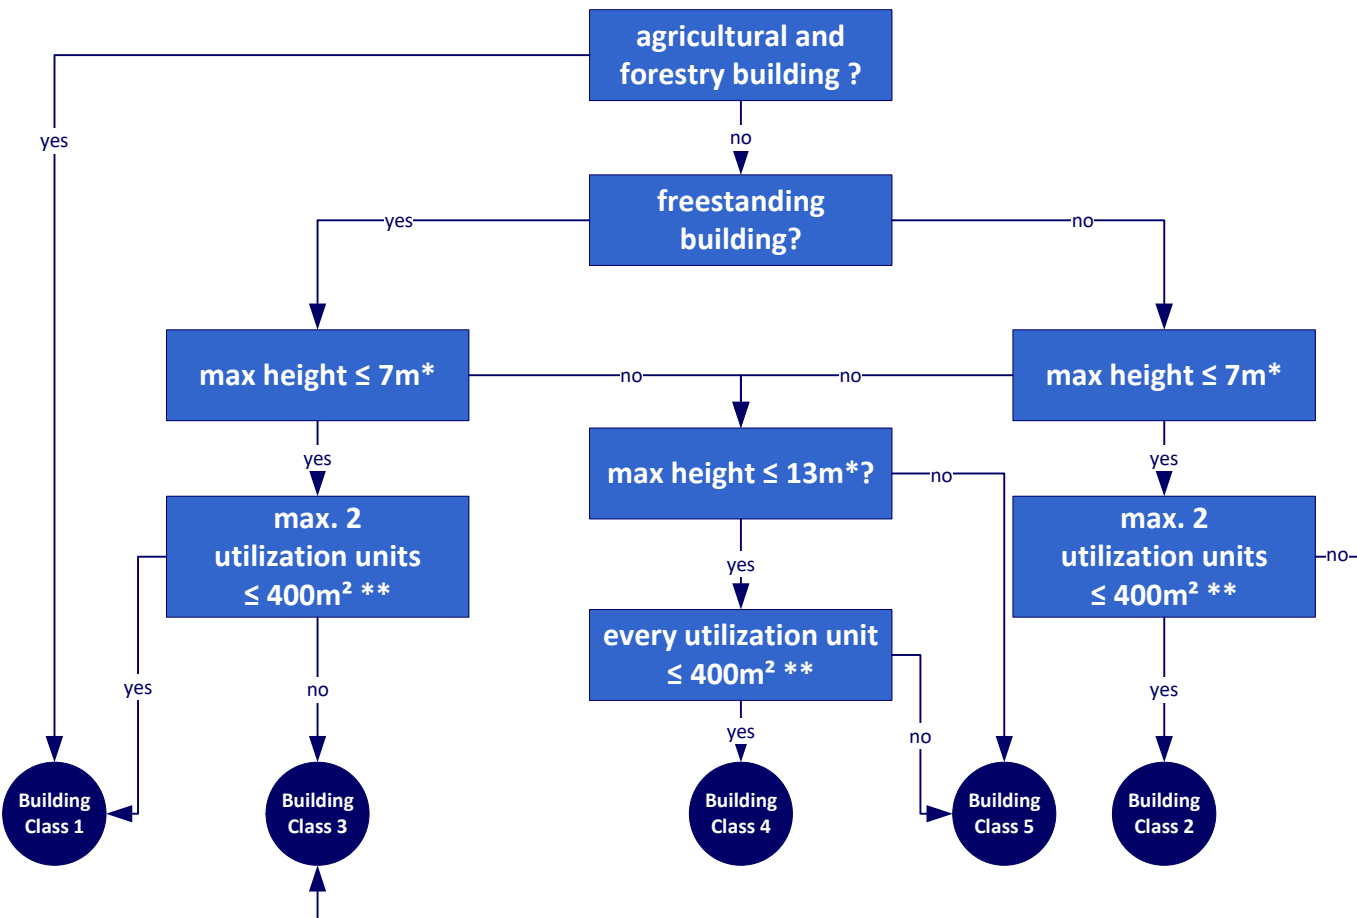 agricultural and
forestry building ?
yes
no
freestanding
building?
yes
no
max height ≤ 7m*
no
no
max height ≤ 7m*
yes
max height ≤ 13m*?
no
yes
max. 2
utilization units
≤ 400m² **
yes
max. 2
utilization units
≤ 400m² **
no
every utilization unit
≤ 400m² **
yes
no
yes
no
yes
Building
Class 1
Building
Class 3
Building
Class 4
Building
Class 5
Building
Class 2